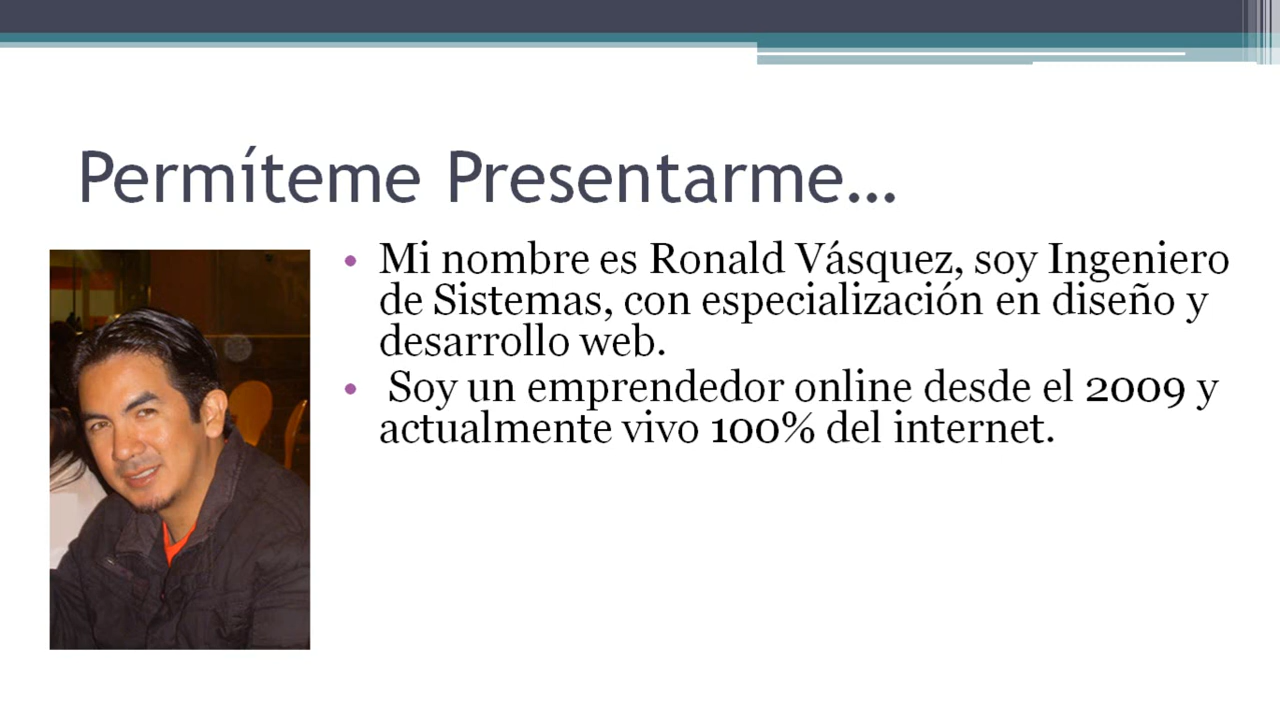 Permíteme Presentarme...
• Mi nombre es Ronald Vásquez, soy Ingeniero
de Sistemas, con especialización en diseño y
desarrollo web.
• Soy un emprendedor online desde el 2009 y
actualmente vivo 100% del internet.